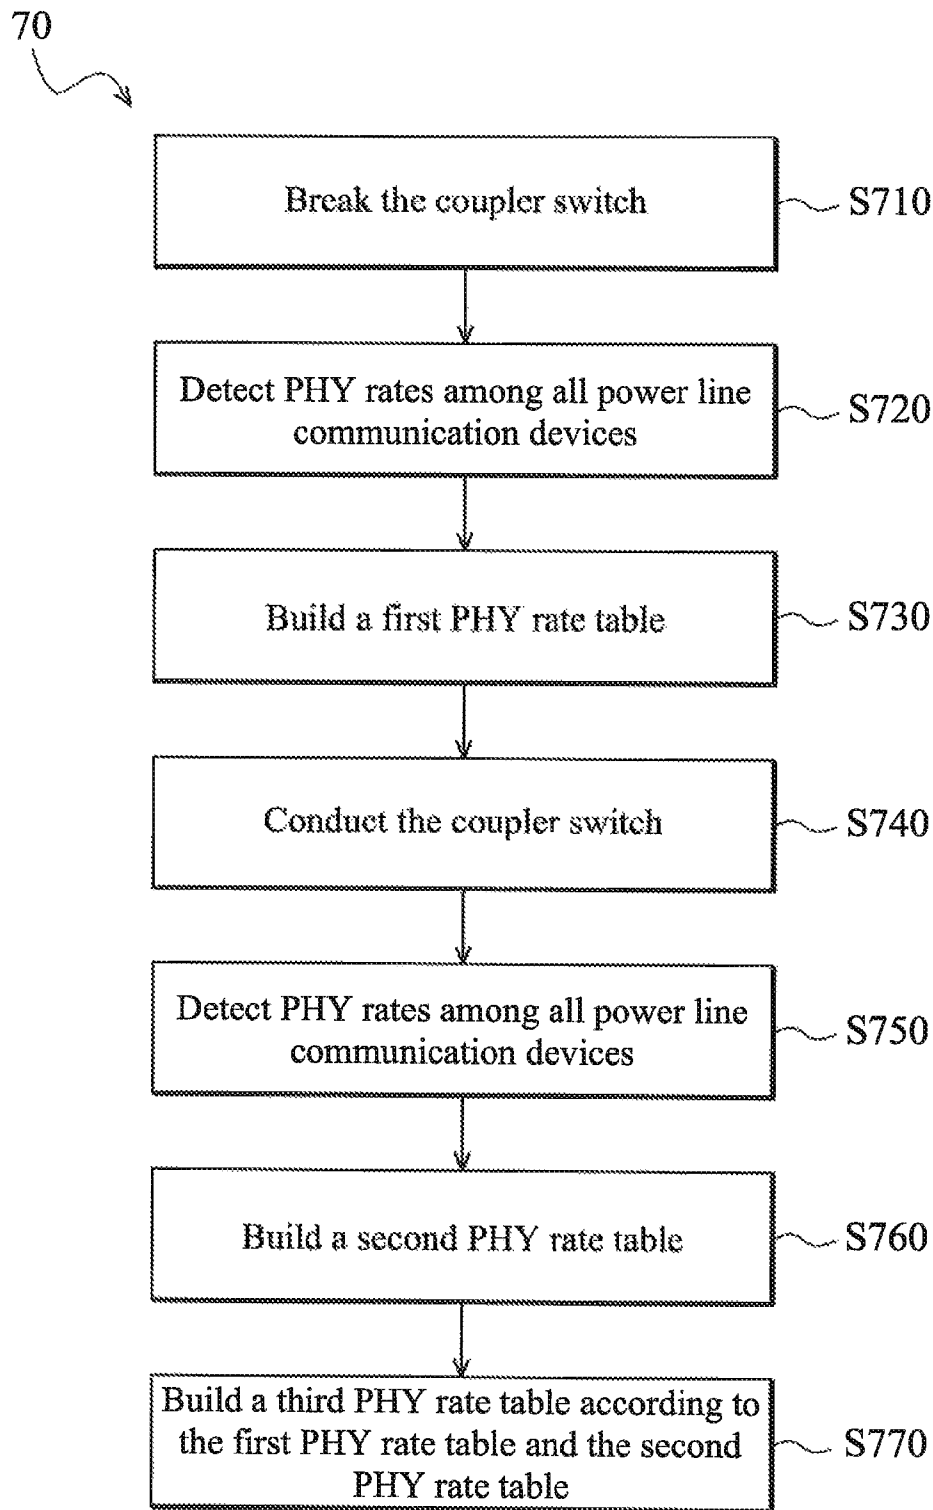 70
Break the coupler switch
S710
Detect PHY rates among all power line
communication devices
S720
Build a first PHY rate table
S730
Conduct the coupler switch
S740
Detect PHY rates among all power line
communication devices
S750
Build a second PHY rate table
S760
Build a third PHY rate table according to
the first PHY rate table and the second
PHY rate table
S770